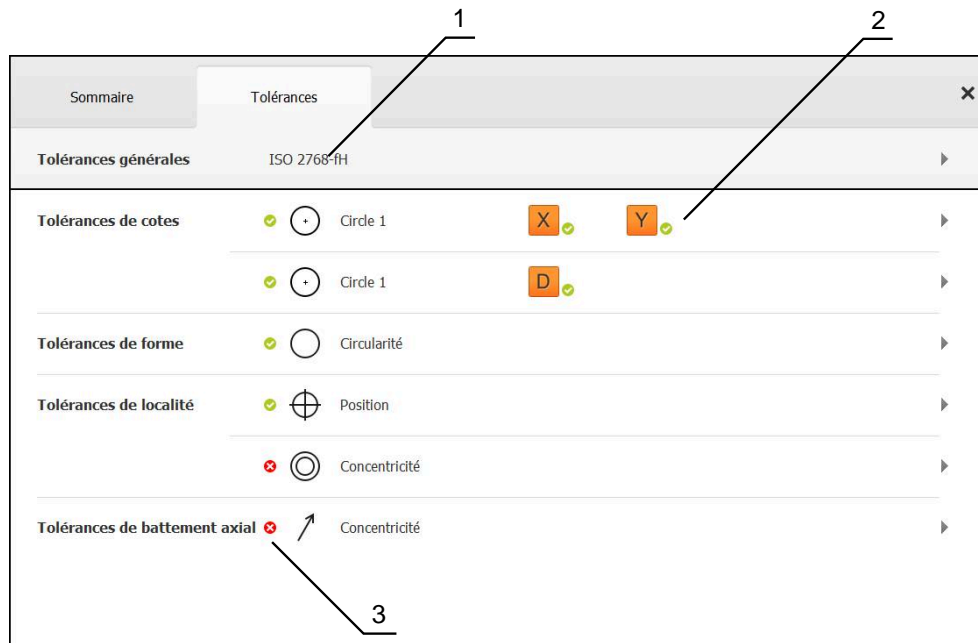 1
2
Sommaire
Tolérances
Tolérances générales
ISO 2768-fH
Tolérances de cotes
Circle 1
X
Y
Circle 1
D
Tolérances de forme
Circularité
Tolérances de localité
Position
Concentricité
Tolérances de battement axial
Concentricité
3